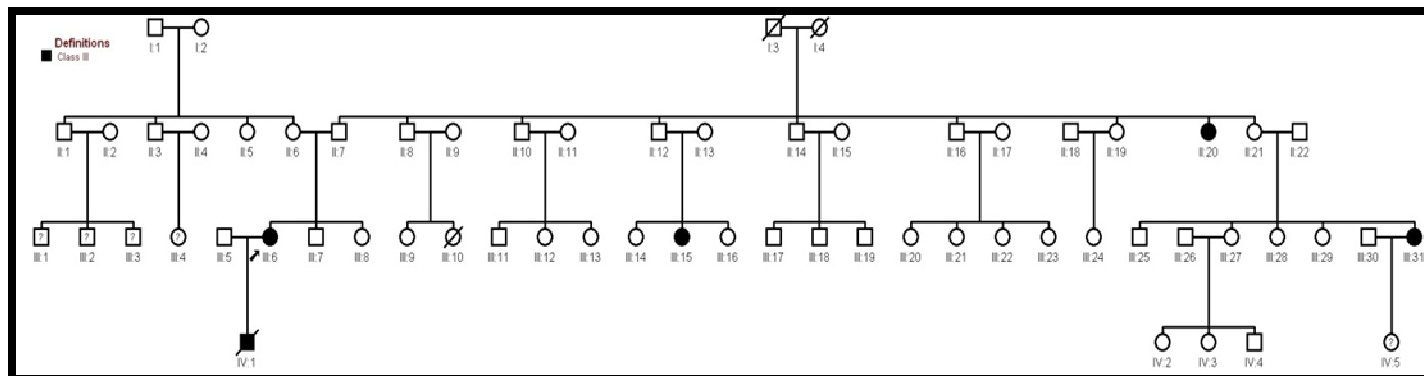 I:1 I:2 I:3 I:4
Definitions
Class III
II:1 II:2 II:3 II:4 II:5 II:6 II:7 II:8 II:9 II:10 II:11 II:12 II:13 II:14 II:15 II:16 II:17 II:18 II:19 II:20 II:21 II:22
? ? ? ?
III:1 III:2 III:3 III:4 III:5 III:6 III:7 III:8 III:9 III:10 III:11 III:12 III:13 III:14 III:15 III:16 III:17 III:18 III:19 III:20 III:21 III:22 III:23 III:24 III:25 III:26 III:27 III:28 III:29 III:30 III:31
?
IV:1 IV:2 IV:3 IV:4 IV:5